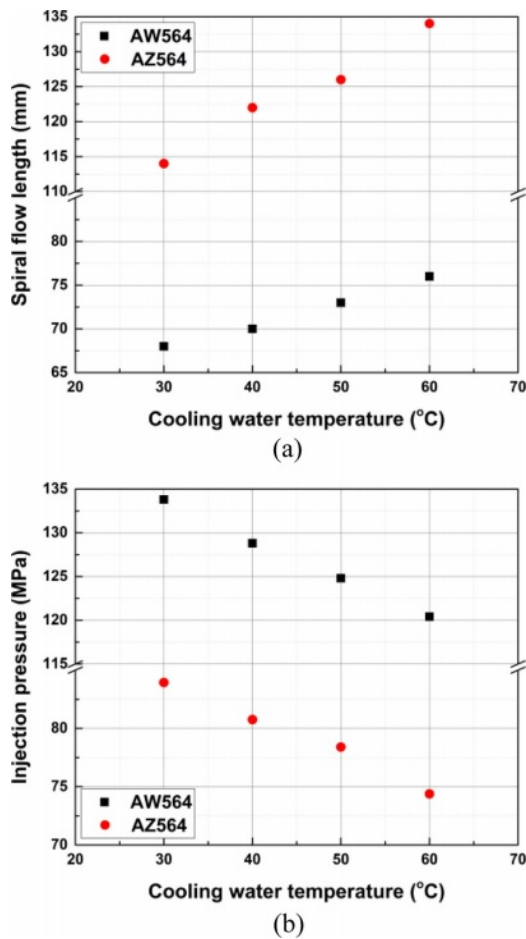 135
130
125
120
115
110
80
75
70
65
Spiral flow length (mm)
AW564
AZ564
20 30 40 50 60 70
Cooling water temperature (°C)
(a)
135
130
125
120
115
80
75
70
Injection pressure (MPa)
AW564
AZ564
20 30 40 50 60 70
Cooling water temperature (°C)
(b)